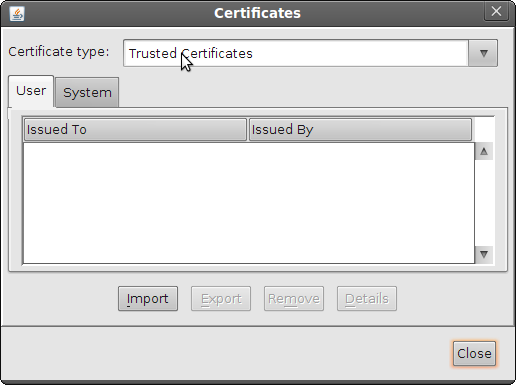 Certificates
Certificate type: Trusted Certificates
User System
Issued To Issued By
Import Export Remove Details
Close